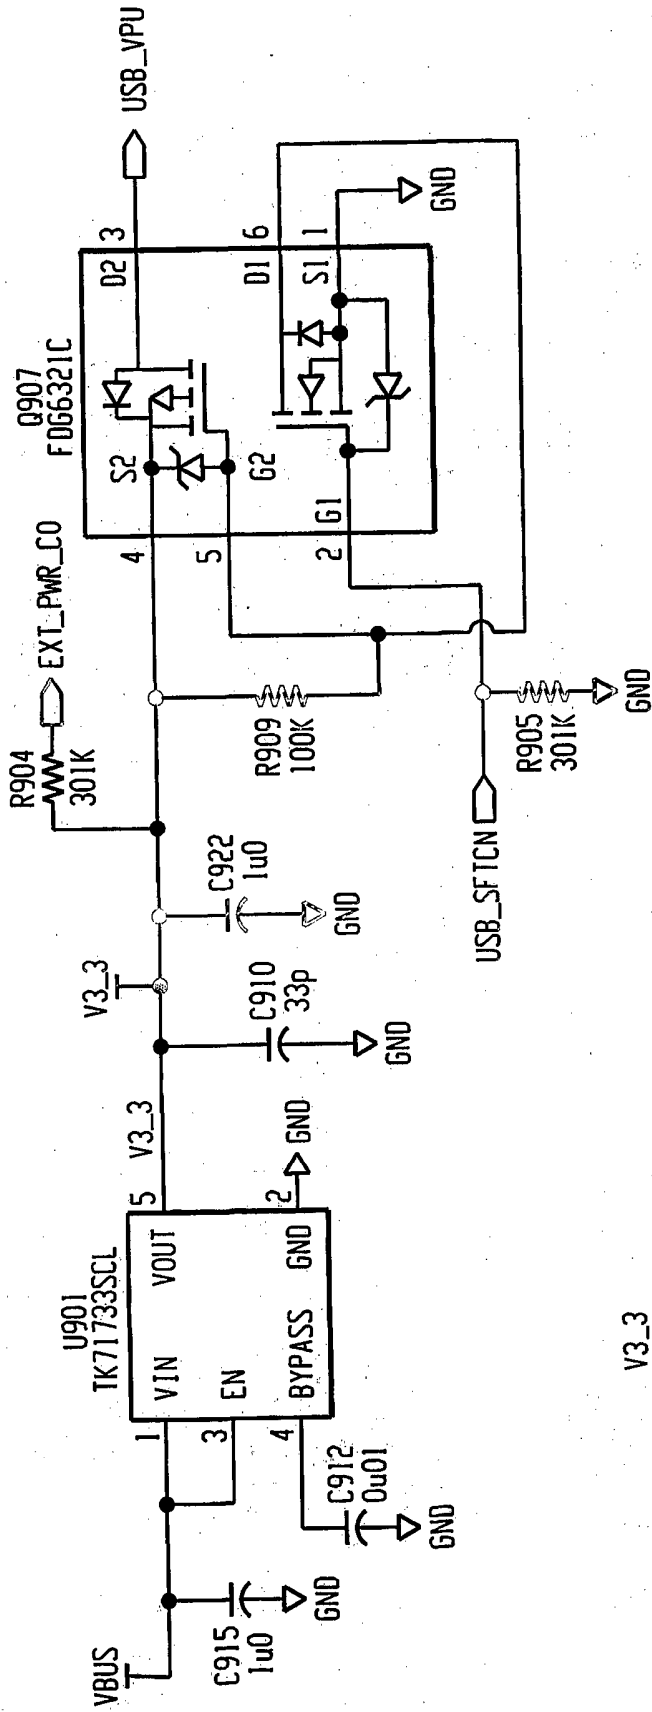 VBUS
C915
1u0
GND
U901
TK71733SCL
1
VIN
3
EN
4
BYPASS
VOUT
5
GND
2
GND
C912
0u01
GND
V3_3
V3_3
C910
33p
GND
C922
1u0
GND
R904
301K
EXT_PWR_CO
R909
100K
USB_SFTCN
R905
301K
GND
Q907
FDG6321C
4
S2
5
G2
2
G1
D2
3
D1
6
S1
1
USB_VPU
GND
V3_3